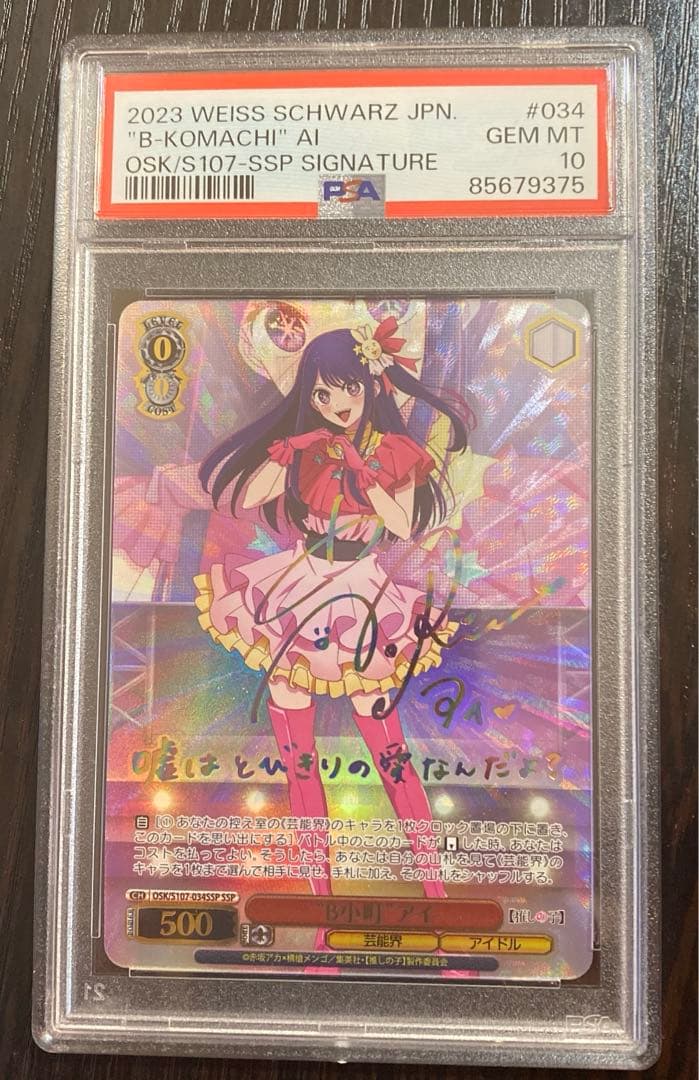 2023 WEISS SCHWARZ JPN. #034
"B-KOMACHI" AI GEM MT
OSK/S107-SSP SIGNATURE 10
PSA 85679375
LEVEL
0
0
COST
アイ
嘘はとびきりの愛なんだよ?
自 [① あなたの控え室の《芸能界》のキャラを1枚クロック置場の下に置き、
このカードを思い出にする] バトル中のこのカードが した時、あなたは
コストを払ってよい。そうしたら、あなたは自分の山札を見て《芸能界》の
キャラを1枚まで選んで相手に見せ、手札に加え、その山札をシャッフルする。
CH OSK/S107-034SSP SSP
500 "B小町" アイ 【推しの子】
芸能界 アイドル
©赤坂アカ×横槍メンゴ/集英社・【推しの子】製作委員会
21 PSA